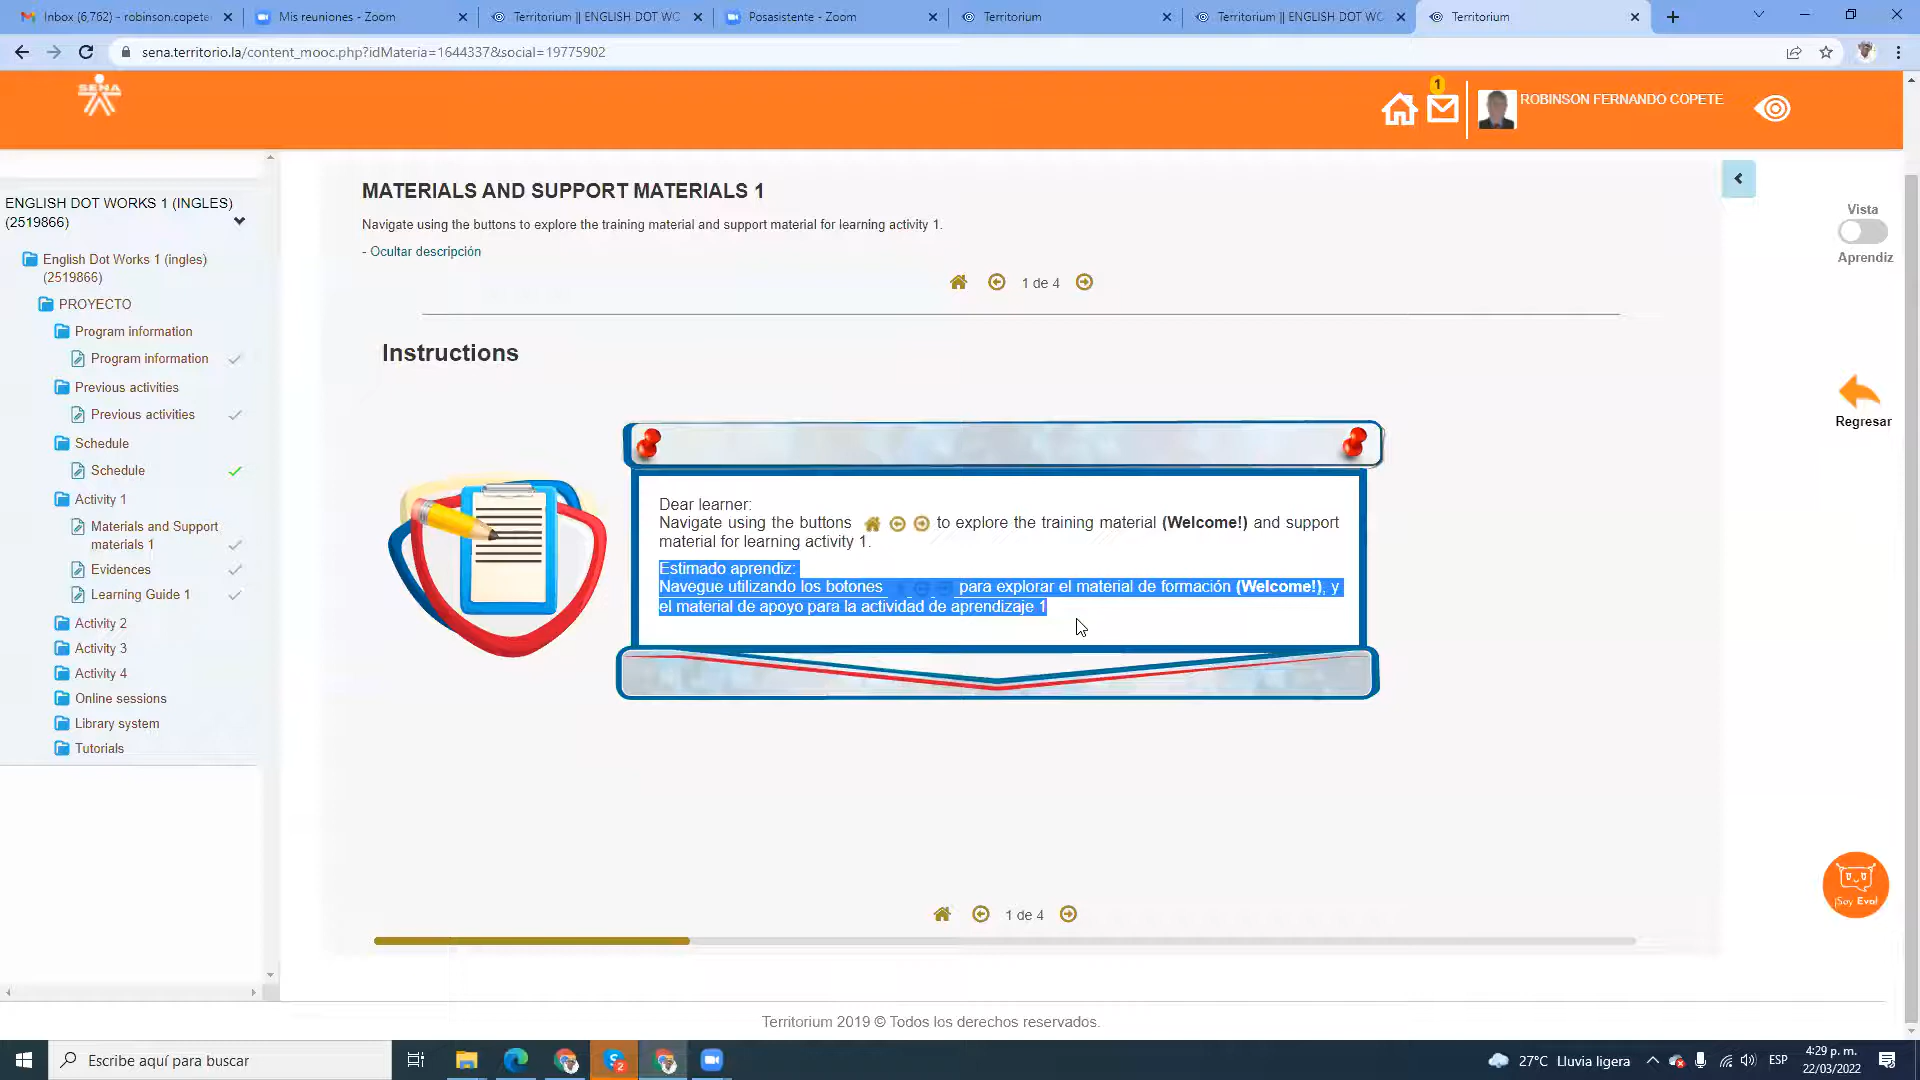 Inbox (6,762) - robinson.copete
Mis reuniones - Zoom
Territorium || ENGLISH DOT WO
Posasistente - Zoom
Territorium
Territorium || ENGLISH DOT WO
Territorium
sena.territorio.la/content_mooc.php?idMateria=1644337&social=19775902
SENA
1
ROBINSON FERNANDO COPETE
ENGLISH DOT WORKS 1 (INGLES)
(2519866)
English Dot Works 1 (ingles)
(2519866)
PROYECTO
Program information
Program information
Previous activities
Previous activities
Schedule
Schedule
Activity 1
Materials and Support
materials 1
Evidences
Learning Guide 1
Activity 2
Activity 3
Activity 4
Online sessions
Library system
Tutorials
MATERIALS AND SUPPORT MATERIALS 1
Navigate using the buttons to explore the training material and support material for learning activity 1.
- Ocultar descripción
1 de 4
Instructions
Dear learner:
Navigate using the buttons to explore the training material (Welcome!) and support
material for learning activity 1.
Estimado aprendiz:
Navegue utilizando los botones para explorar el material de formación (Welcome!), y
el material de apoyo para la actividad de aprendizaje 1
1 de 4
Vista
Aprendiz
Regresar
¡Soy Eva!
Territorium 2019 © Todos los derechos reservados.
Escribe aquí para buscar
27°C Lluvia ligera
ESP
4:29 p. m.
22/03/2022